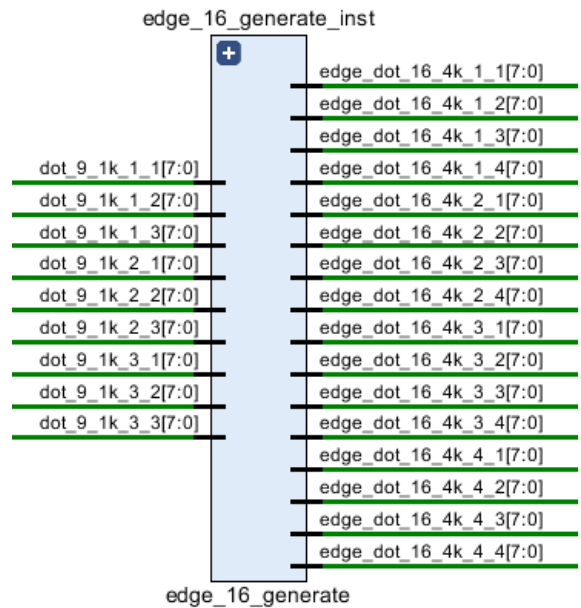 edge_16_generate_inst
edge_dot_16_4k_1_1[7:0]
edge_dot_16_4k_1_2[7:0]
edge_dot_16_4k_1_3[7:0]
dot_9_1k_1_1[7:0]
edge_dot_16_4k_1_4[7:0]
dot_9_1k_1_2[7:0]
edge_dot_16_4k_2_1[7:0]
dot_9_1k_1_3[7:0]
edge_dot_16_4k_2_2[7:0]
dot_9_1k_2_1[7:0]
edge_dot_16_4k_2_3[7:0]
dot_9_1k_2_2[7:0]
edge_dot_16_4k_2_4[7:0]
dot_9_1k_2_3[7:0]
edge_dot_16_4k_3_1[7:0]
dot_9_1k_3_1[7:0]
edge_dot_16_4k_3_2[7:0]
dot_9_1k_3_2[7:0]
edge_dot_16_4k_3_3[7:0]
dot_9_1k_3_3[7:0]
edge_dot_16_4k_3_4[7:0]
edge_dot_16_4k_4_1[7:0]
edge_dot_16_4k_4_2[7:0]
edge_dot_16_4k_4_3[7:0]
edge_dot_16_4k_4_4[7:0]
edge_16_generate